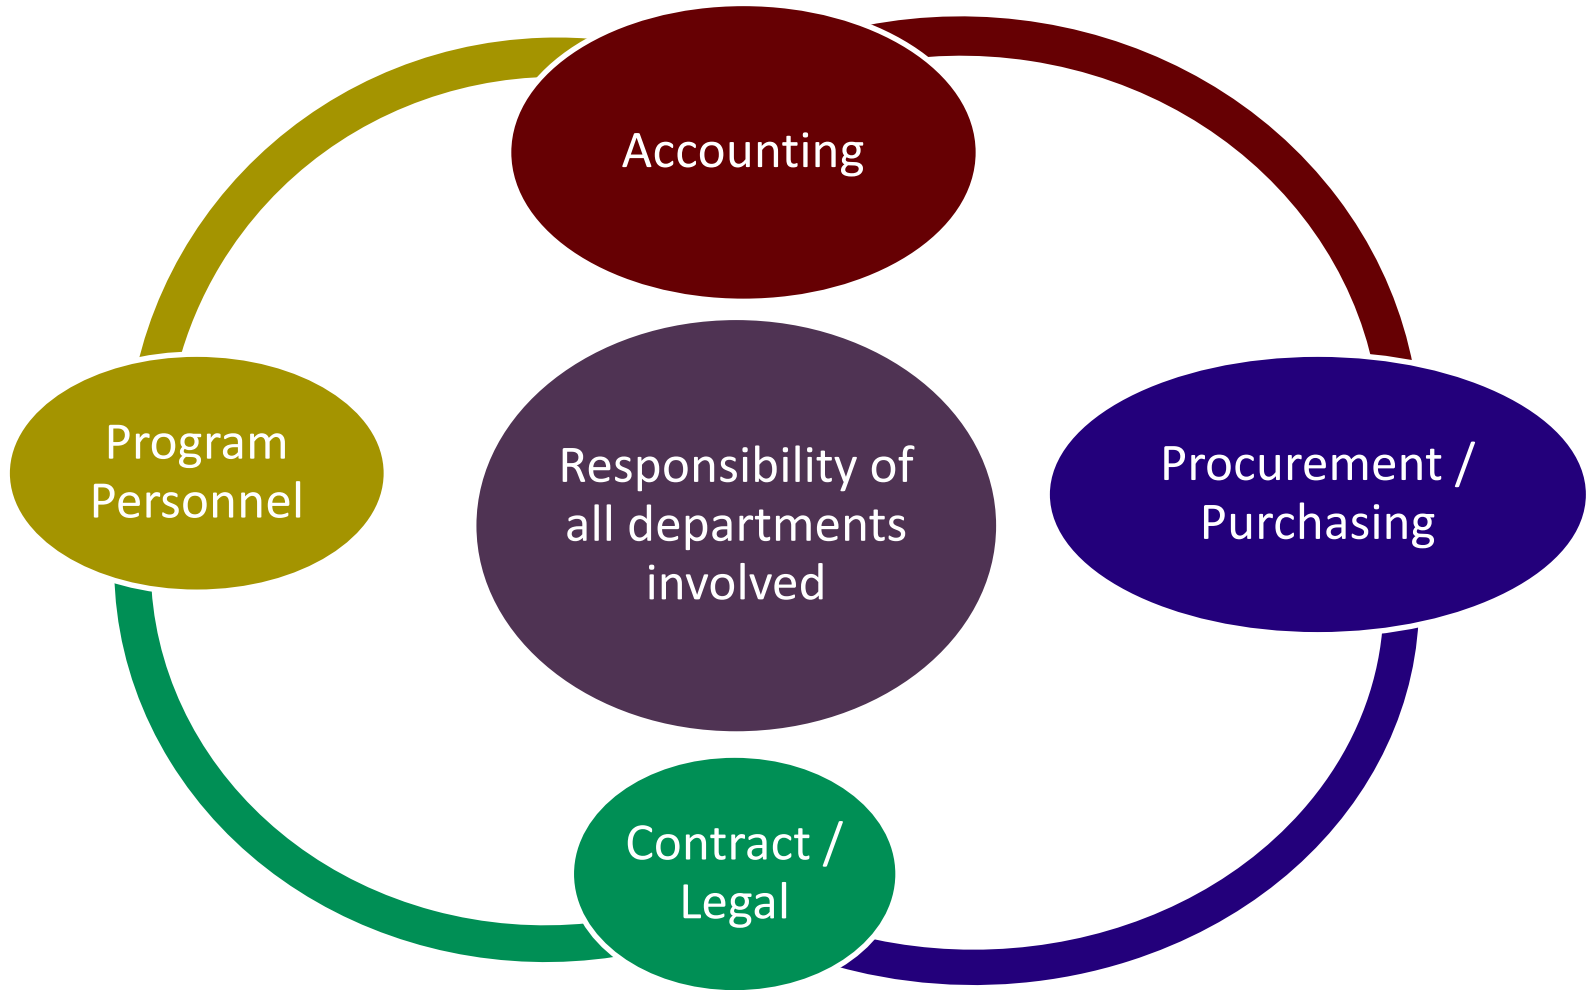 Accounting
Program
Personnel
Responsibility of
all departments
involved
Procurement /
Purchasing
Contract /
Legal